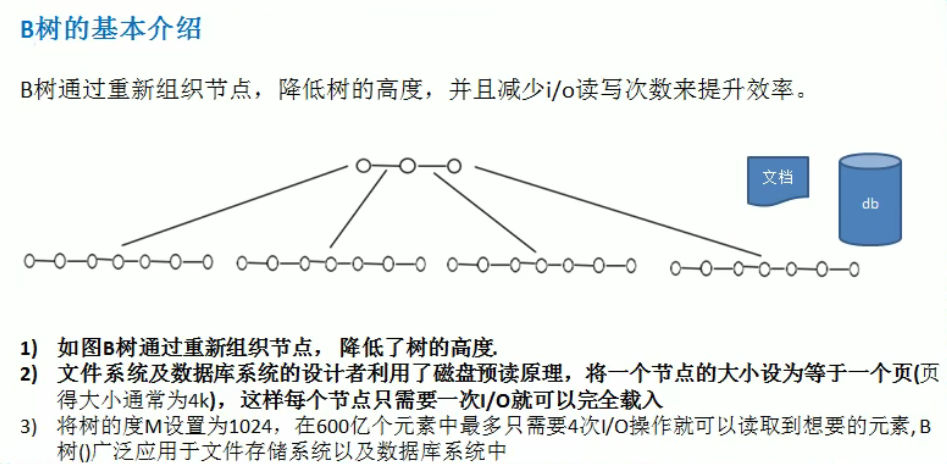 B树的基本介绍
B树通过重新组织节点，降低树的高度，并且减少i/o读写次数来提升效率。
文档
db
1) 如图B树通过重新组织节点， 降低了树的高度.
2) 文件系统及数据库系统的设计者利用了磁盘预读原理，将一个节点的大小设为等于一个页(页
得大小通常为4k)，这样每个节点只需要一次I/O就可以完全载入
3) 将树的度M设置为1024，在600亿个元素中最多只需要4次I/O操作就可以读取到想要的元素, B
树()广泛应用于文件存储系统以及数据库系统中